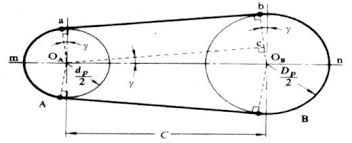 a b
γ γ
c
m O_A O_B n
d_p/2 γ D_p/2
A B
C